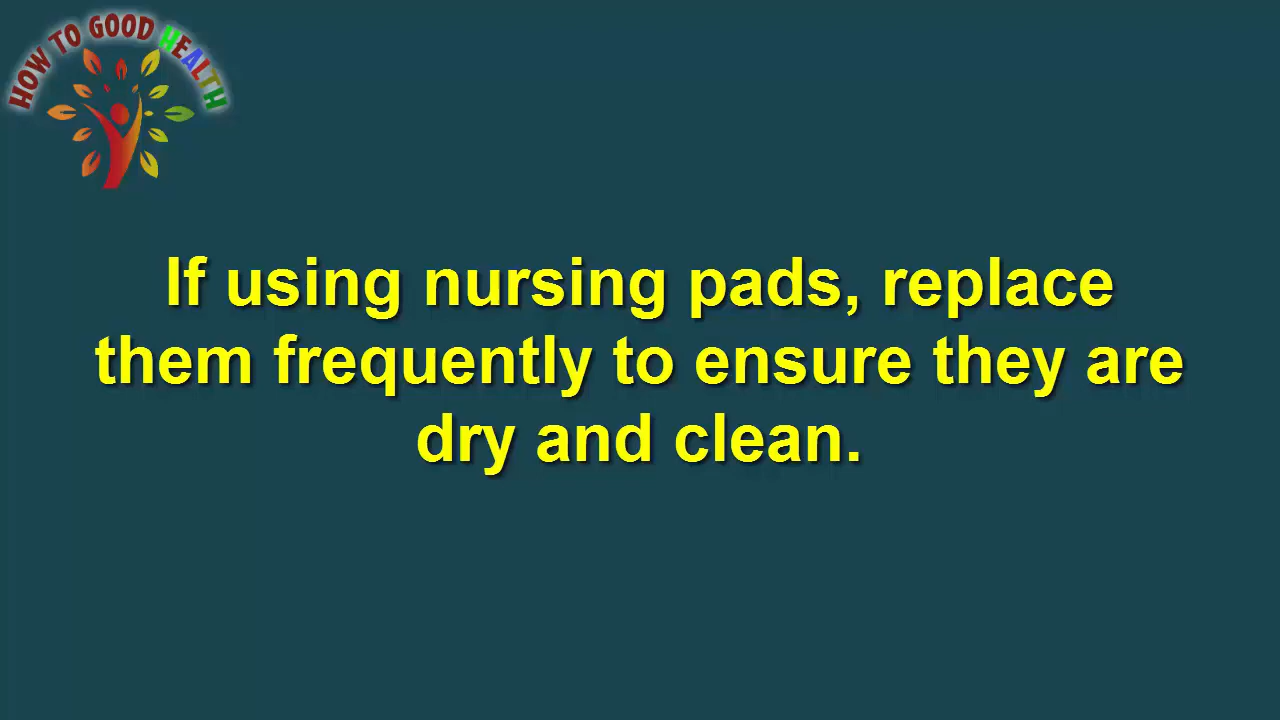 HOW TO GOOD HEALTH
If using nursing pads, replace
them frequently to ensure they are
dry and clean.